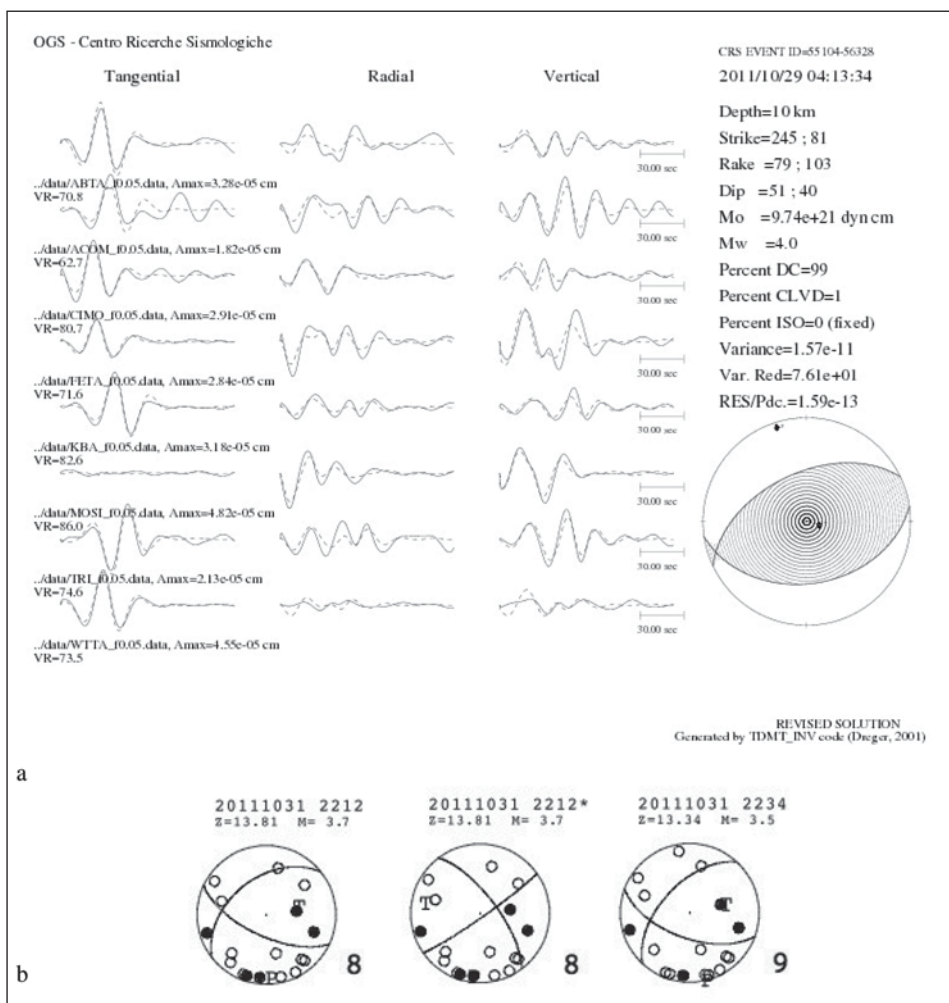 OGS - Centro Ricerche Sismologiche
Tangential Radial Vertical
30.00 sec
../data/ABTA_f0.05.data, Amax=3.28e-05 cm
VR=70.8
30.00 sec
../data/ACOM_f0.05.data, Amax=1.82e-05 cm
VR=62.7
30.00 sec
../data/CIMO_f0.05.data, Amax=2.91e-05 cm
VR=80.7
30.00 sec
../data/FETA_f0.05.data, Amax=2.84e-05 cm
VR=71.6
30.00 sec
../data/KBA_f0.05.data, Amax=3.18e-05 cm
VR=82.6
30.00 sec
../data/MOSI_f0.05.data, Amax=4.82e-05 cm
VR=86.0
30.00 sec
../data/TRI_f0.05.data, Amax=2.13e-05 cm
VR=74.6
30.00 sec
../data/WTTA_f0.05.data, Amax=4.55e-05 cm
VR=73.5
CRS EVENT ID=55104-56328
2011/10/29 04:13:34
Depth=10 km
Strike=245 ; 81
Rake =79 ; 103
Dip =51 ; 40
Mo =9.74e+21 dyn cm
Mw =4.0
Percent DC=99
Percent CLVD=1
Percent ISO=0 (fixed)
Variance=1.57e-11
Var. Red=7.61e+01
RES/Pdc.=1.59e-13
REVISED SOLUTION
Generated by TDMT_INV code (Dreger, 2001)
a
20111031 2212
Z=13.81 M= 3.7
T
P
8
20111031 2212*
Z=13.81 M= 3.7
T
8
20111031 2234
Z=13.34 M= 3.5
T
P
9
b